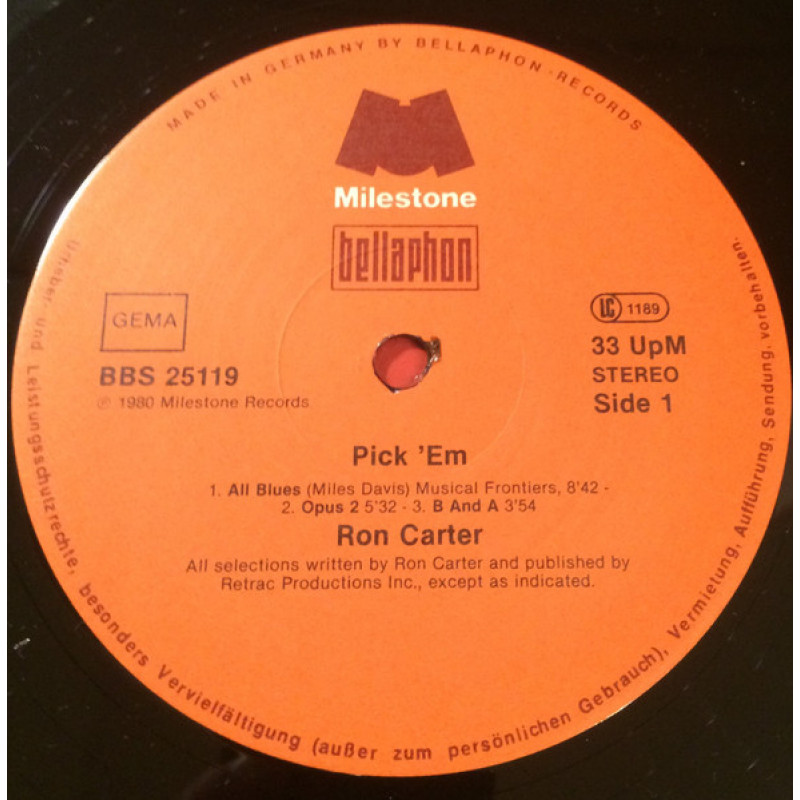 MADE IN GERMANY BY BELLAPHON-RECORDS
Milestone
bellaphon
GEMA
LC 1189
BBS 25119
33 UpM
℗ 1980 Milestone Records
STEREO
Side 1
Pick 'Em
1. All Blues (Miles Davis) Musical Frontiers, 8'42 -
2. Opus 2 5'32 - 3. B And A 3'54
Ron Carter
All selections written by Ron Carter and published by
Retrac Productions Inc., except as indicated.
Urheber- und Leistungsschutzrechte, besonders Vervielfältigung (außer zum persönlichen Gebrauch), Vermietung, Aufführung, Sendung, vorbehalten.